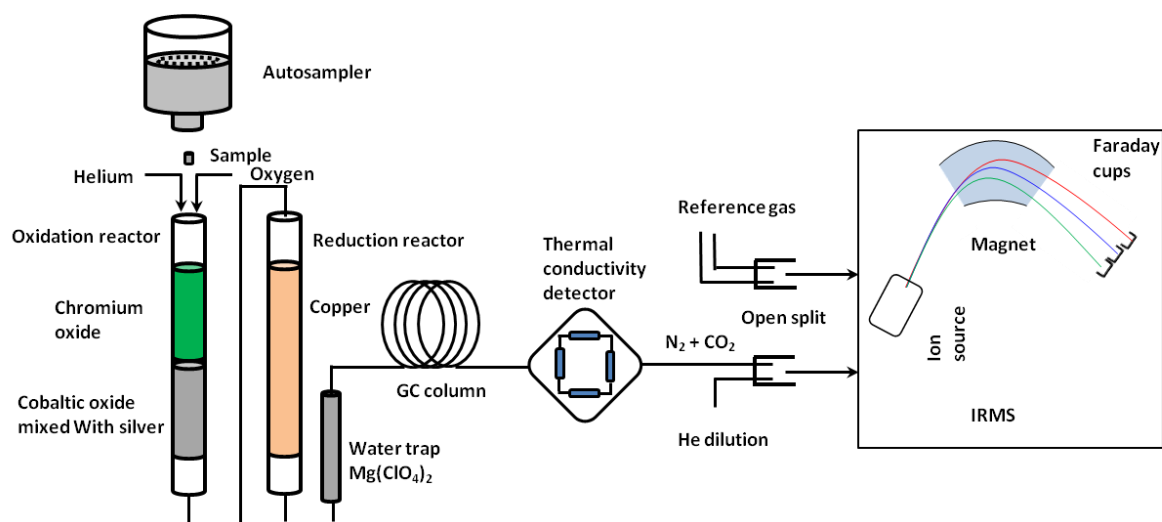 Autosampler
Sample
Helium
Oxygen
Oxidation reactor
Reduction reactor
Chromium
oxide
Copper
Cobaltic oxide
mixed With silver
Water trap
Mg(ClO₄)₂
GC column
Thermal
conductivity
detector
Reference gas
Open split
N₂ + CO₂
He dilution
Faraday
cups
Magnet
Ion
source
IRMS